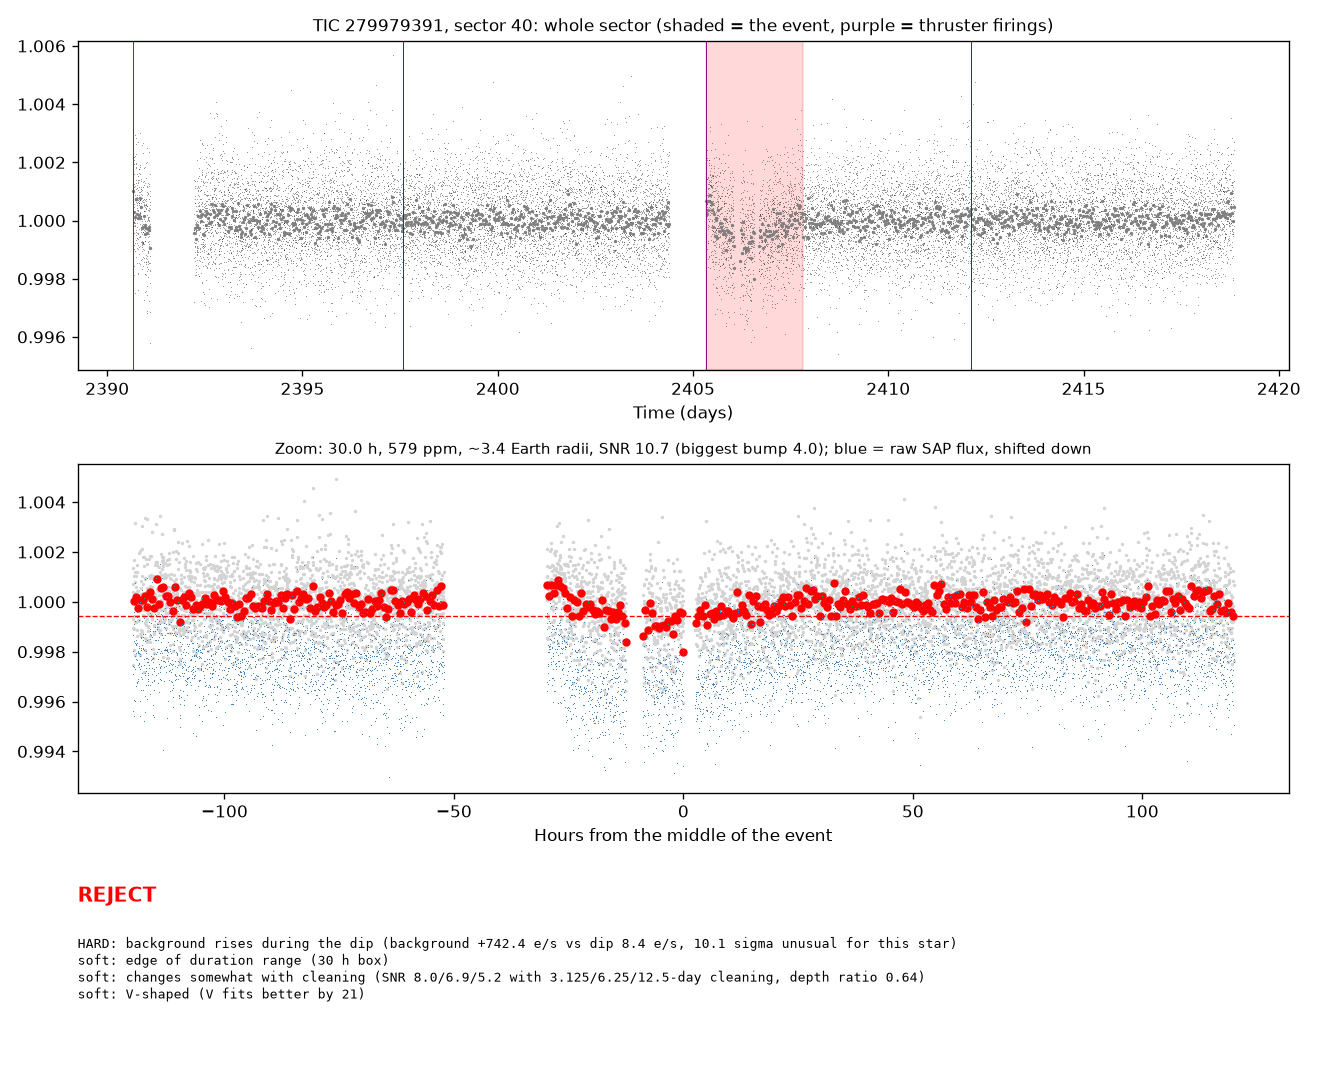 TIC 279979391, sector 40: whole sector (shaded = the event, purple = thruster firings)
1.006
1.004
1.002
1.000
0.998
0.996
2390 2395 2400 2405 2410 2415 2420
Time (days)
Zoom: 30.0 h, 579 ppm, ~3.4 Earth radii, SNR 10.7 (biggest bump 4.0); blue = raw SAP flux, shifted down
1.004
1.002
1.000
0.998
0.996
0.994
−100 −50 0 50 100
Hours from the middle of the event
REJECT
HARD: background rises during the dip (background +742.4 e/s vs dip 8.4 e/s, 10.1 sigma unusual for this star)
soft: edge of duration range (30 h box)
soft: changes somewhat with cleaning (SNR 8.0/6.9/5.2 with 3.125/6.25/12.5-day cleaning, depth ratio 0.64)
soft: V-shaped (V fits better by 21)